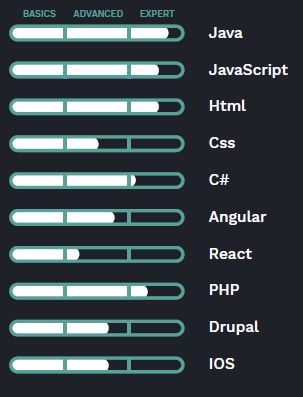 BASICS ADVANCED EXPERT
Java
JavaScript
Html
Css
C#
Angular
React
PHP
Drupal
IOS